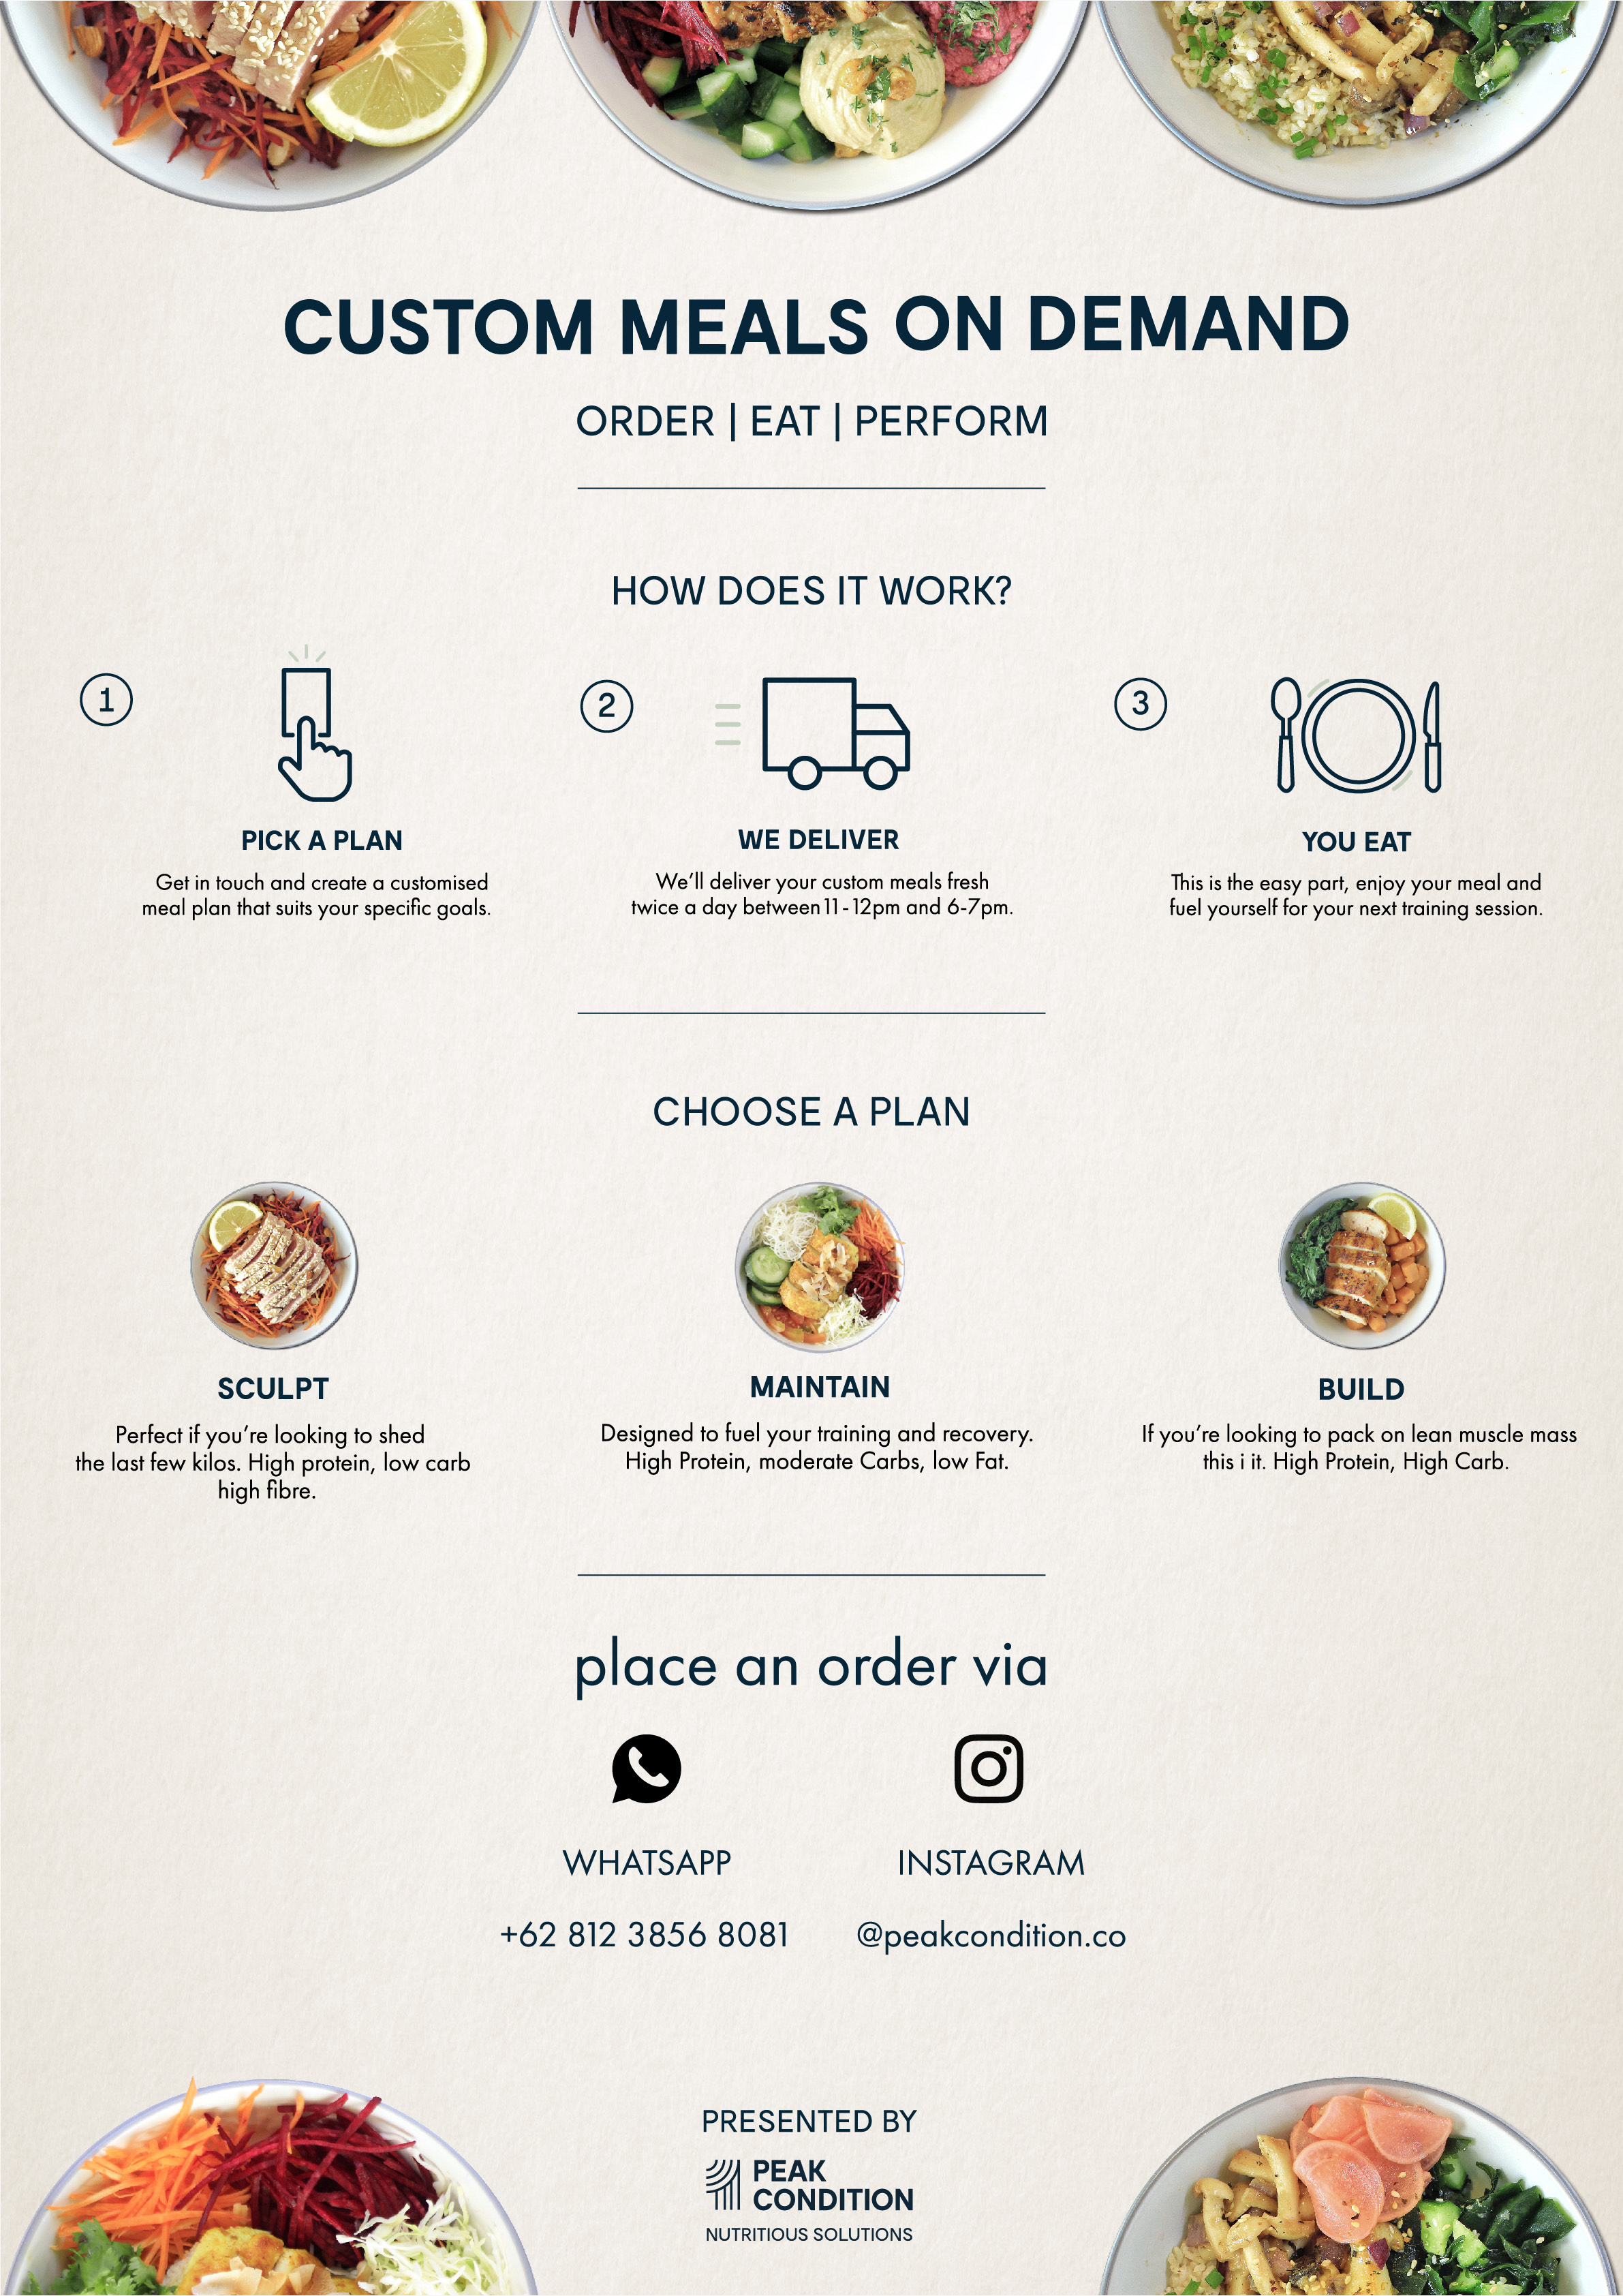 CUSTOM MEALS ON DEMAND
ORDER | EAT | PERFORM
HOW DOES IT WORK?
1
PICK A PLAN
Get in touch and create a customised
meal plan that suits your specific goals.
2
WE DELIVER
We'll deliver your custom meals fresh
twice a day between 11-12pm and 6-7pm.
3
YOU EAT
This is the easy part, enjoy your meal and
fuel yourself for your next training session.
CHOOSE A PLAN
SCULPT
Perfect if you're looking to shed
the last few kilos. High protein, low carb
high fibre.
MAINTAIN
Designed to fuel your training and recovery.
High Protein, moderate Carbs, low Fat.
BUILD
If you're looking to pack on lean muscle mass
this i it. High Protein, High Carb.
place an order via
WHATSAPP
+62 812 3856 8081
INSTAGRAM
@peakcondition.co
PRESENTED BY
PEAK
CONDITION
NUTRITIOUS SOLUTIONS